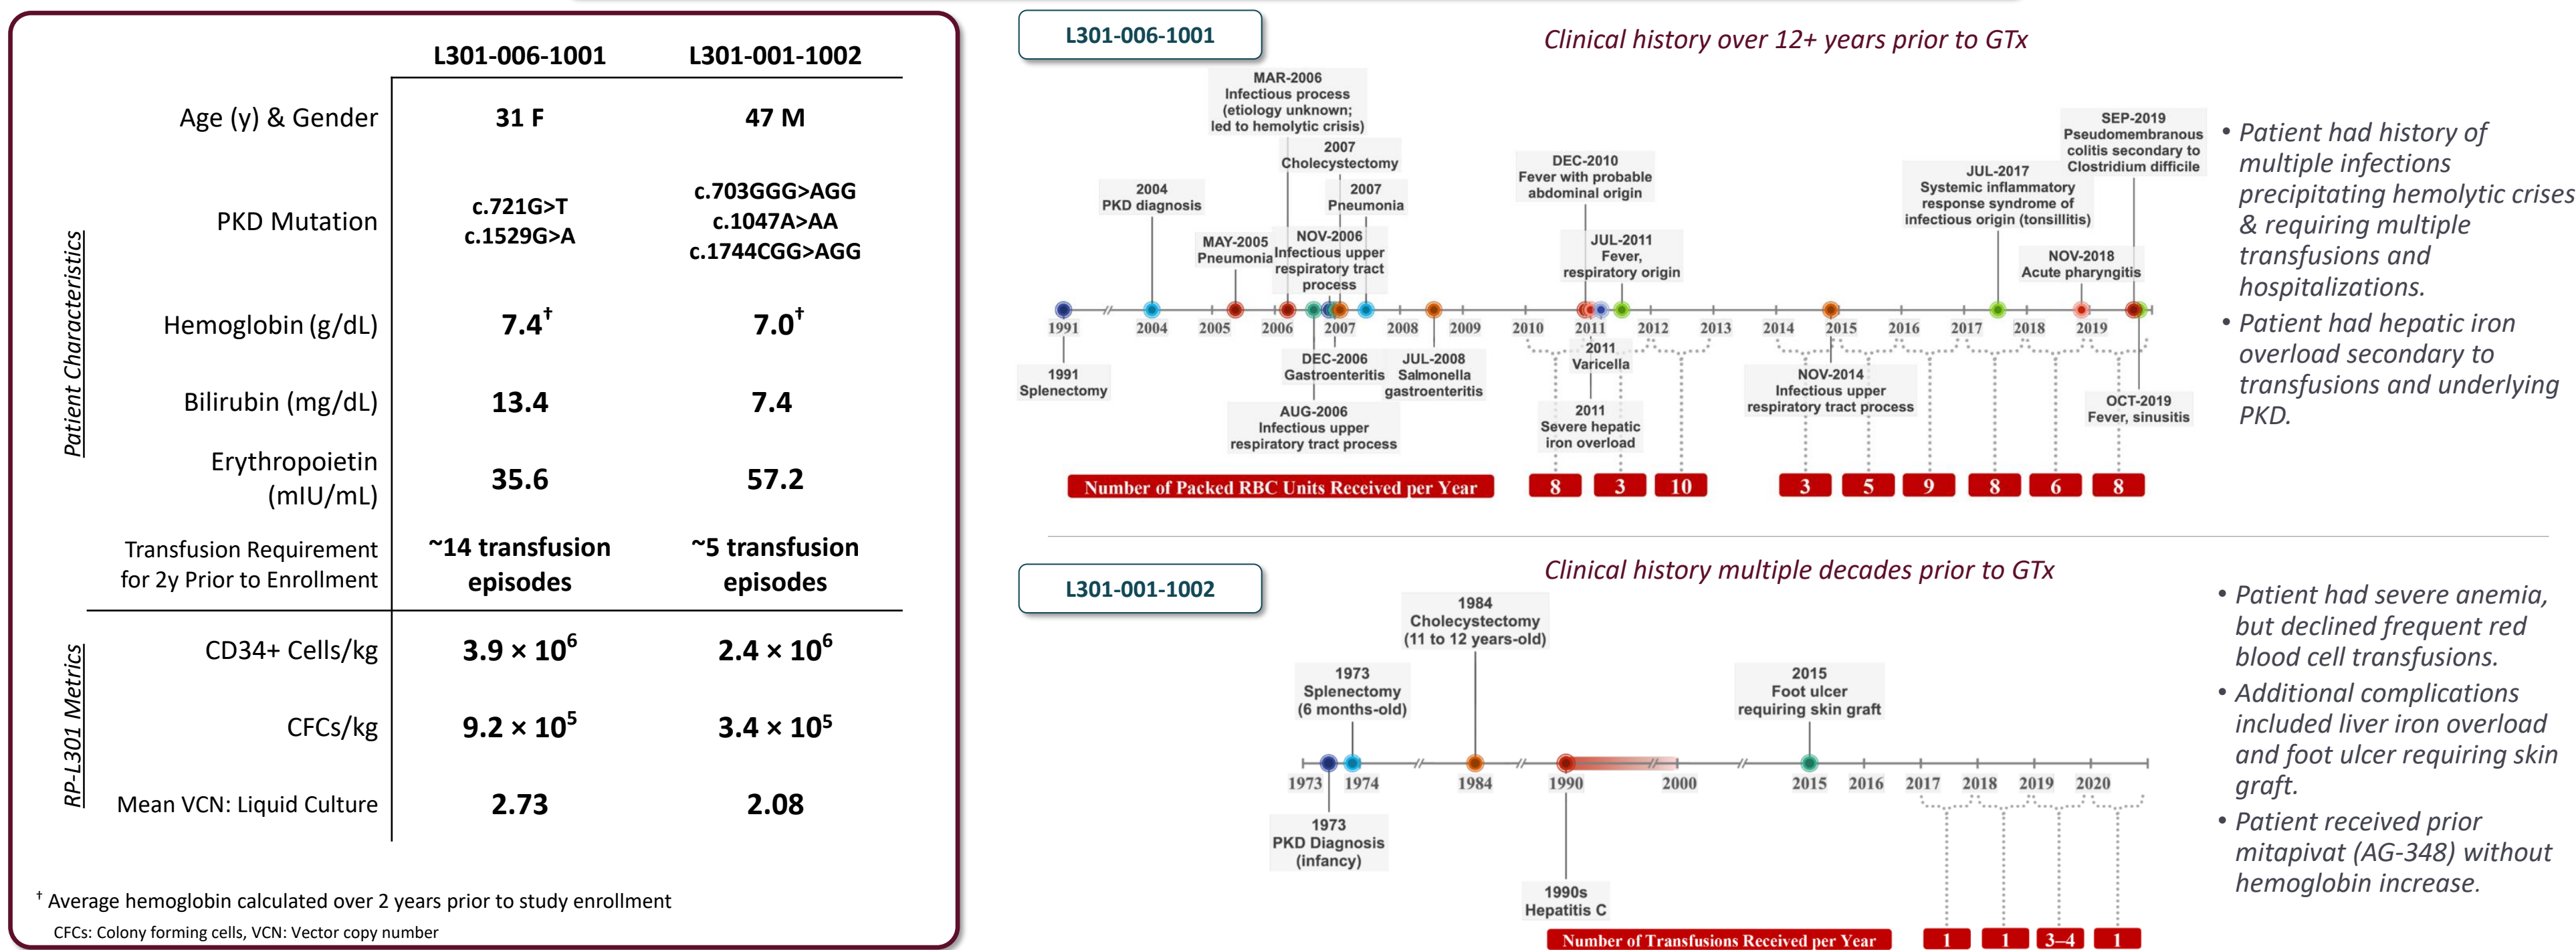 L301-006-1001 L301-001-1002
Patient Characteristics
Age (y) & Gender 31 F 47 M
PKD Mutation
c.721G>T
c.1529G>A
c.703GGG>AGG
c.1047A>AA
c.1744CGG>AGG
Hemoglobin (g/dL) 7.4† 7.0†
Bilirubin (mg/dL) 13.4 7.4
Erythropoietin
(mIU/mL)
35.6 57.2
Transfusion Requirement
for 2y Prior to Enrollment
~14 transfusion
episodes
~5 transfusion
episodes
RP-L301 Metrics
CD34+ Cells/kg 3.9 × 10⁶ 2.4 × 10⁶
CFCs/kg 9.2 × 10⁵ 3.4 × 10⁵
Mean VCN: Liquid Culture 2.73 2.08
† Average hemoglobin calculated over 2 years prior to study enrollment
CFCs: Colony forming cells, VCN: Vector copy number
L301-006-1001
Clinical history over 12+ years prior to GTx
MAR-2006
Infectious process
(etiology unknown;
led to hemolytic crisis)
2007
Cholecystectomy
2004
PKD diagnosis
2007
Pneumonia
MAY-2005
Pneumonia
NOV-2006
Infectious upper
respiratory tract
process
DEC-2010
Fever with probable
abdominal origin
JUL-2011
Fever,
respiratory origin
JUL-2017
Systemic inflammatory
response syndrome of
infectious origin (tonsillitis)
SEP-2019
Pseudomembranous
colitis secondary to
Clostridium difficile
NOV-2018
Acute pharyngitis
1991 2004 2005 2006 2007 2008 2009 2010 2011 2012 2013 2014 2015 2016 2017 2018 2019
1991
Splenectomy
DEC-2006
Gastroenteritis
AUG-2006
Infectious upper
respiratory tract process
JUL-2008
Salmonella
gastroenteritis
2011
Varicella
2011
Severe hepatic
iron overload
NOV-2014
Infectious upper
respiratory tract process
OCT-2019
Fever, sinusitis
Number of Packed RBC Units Received per Year 8 3 10 3 5 9 8 6 8
• Patient had history of
multiple infections
precipitating hemolytic crises
& requiring multiple
transfusions and
hospitalizations.
• Patient had hepatic iron
overload secondary to
transfusions and underlying
PKD.
L301-001-1002
Clinical history multiple decades prior to GTx
1984
Cholecystectomy
(11 to 12 years-old)
1973
Splenectomy
(6 months-old)
2015
Foot ulcer
requiring skin graft
1973 1974 1984 1990 2000 2015 2016 2017 2018 2019 2020
1973
PKD Diagnosis
(infancy)
1990s
Hepatitis C
Number of Transfusions Received per Year 1 1 3–4 1
• Patient had severe anemia,
but declined frequent red
blood cell transfusions.
• Additional complications
included liver iron overload
and foot ulcer requiring skin
graft.
• Patient received prior
mitapivat (AG-348) without
hemoglobin increase.